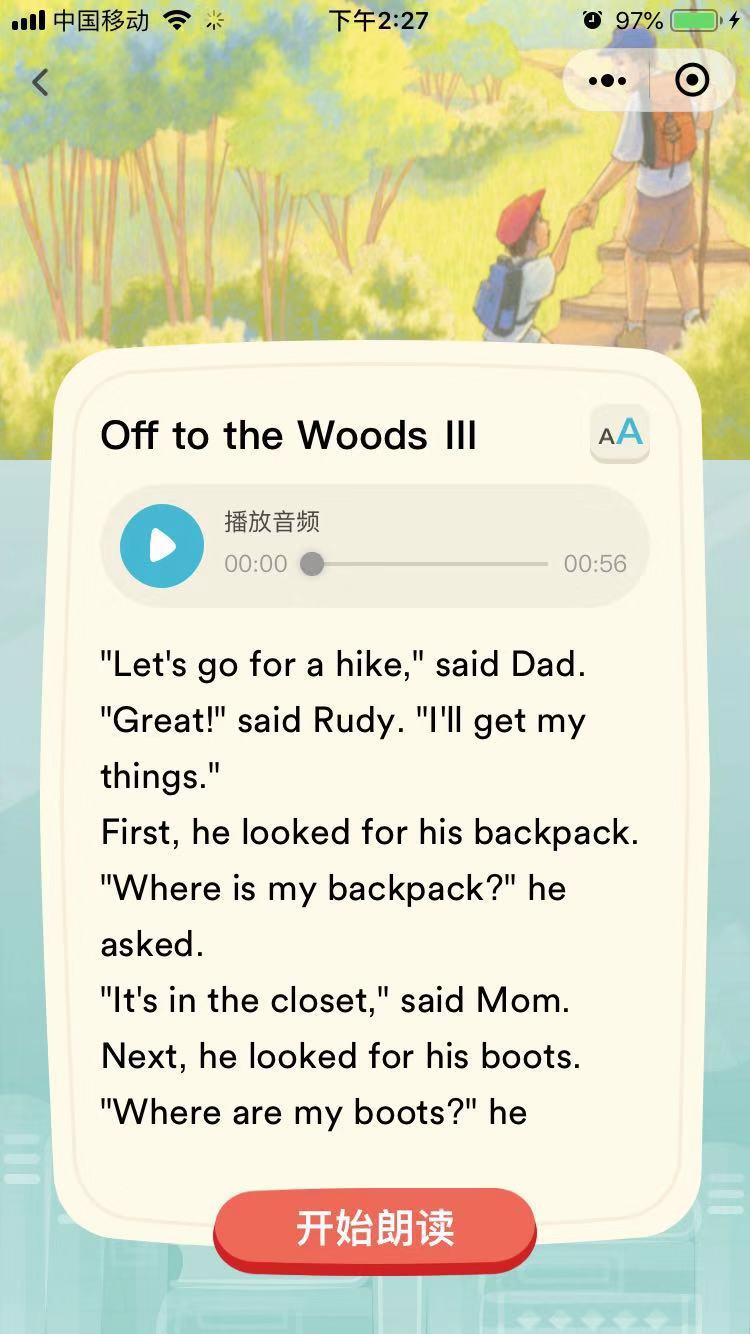 中国移动 下午2:27 97%
Off to the Woods III
AA
播放音频
00:00 00:56
"Let's go for a hike," said Dad.
"Great!" said Rudy. "I'll get my
things."
First, he looked for his backpack.
"Where is my backpack?" he
asked.
"It's in the closet," said Mom.
Next, he looked for his boots.
"Where are my boots?" he
开始朗读